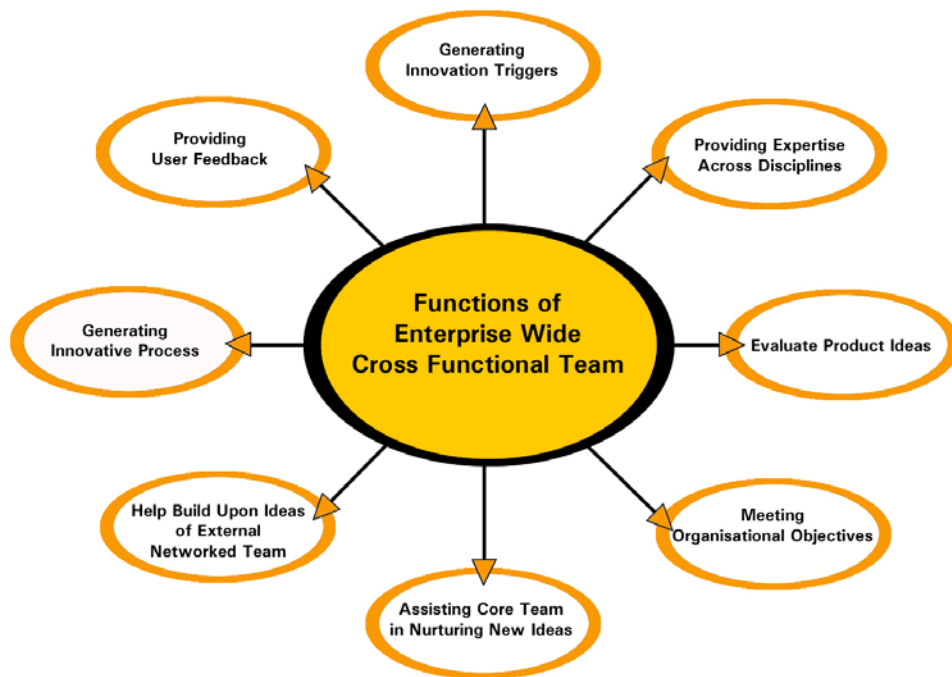 Generating
Innovation Triggers
Providing
User Feedback
Providing Expertise
Across Disciplines
Functions of
Enterprise Wide
Cross Functional Team
Generating
Innovative Process
Evaluate Product Ideas
Help Build Upon Ideas
of External
Networked Team
Meeting
Organisational Objectives
Assisting Core Team
in Nurturing New Ideas